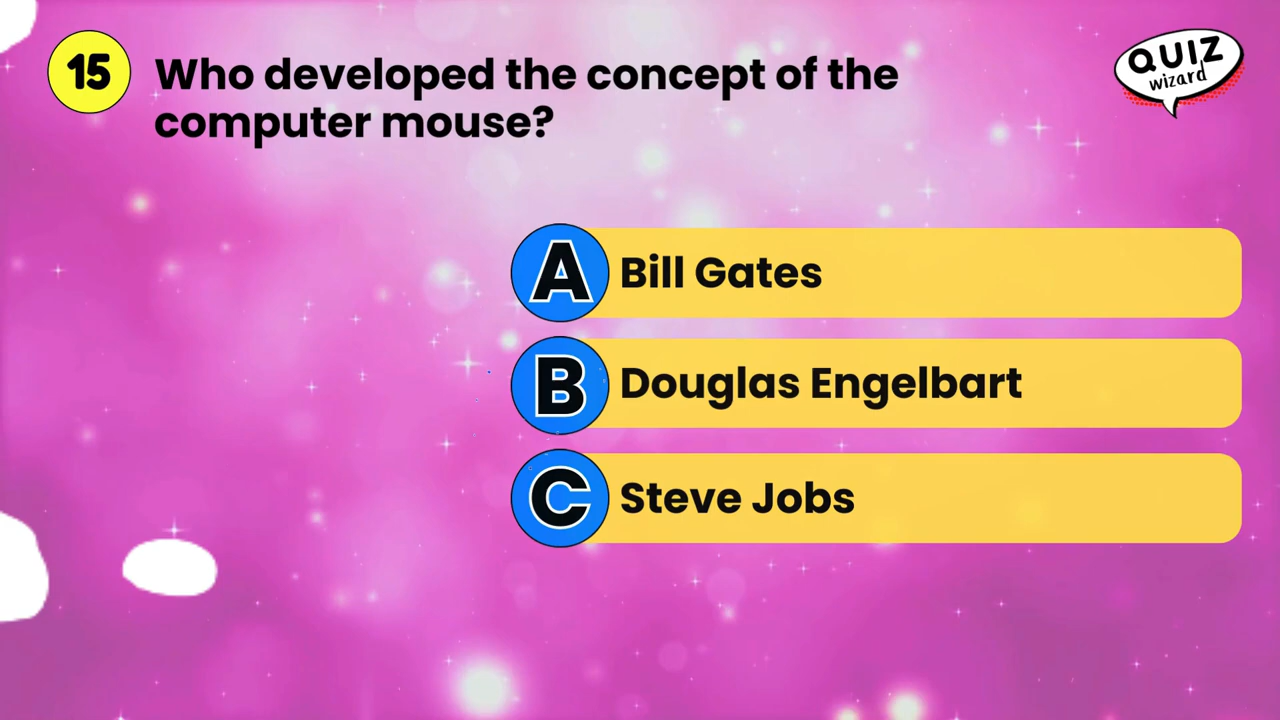 15
Who developed the concept of the
computer mouse?
QUIZ
wizard
A
Bill Gates
B
Douglas Engelbart
C
Steve Jobs